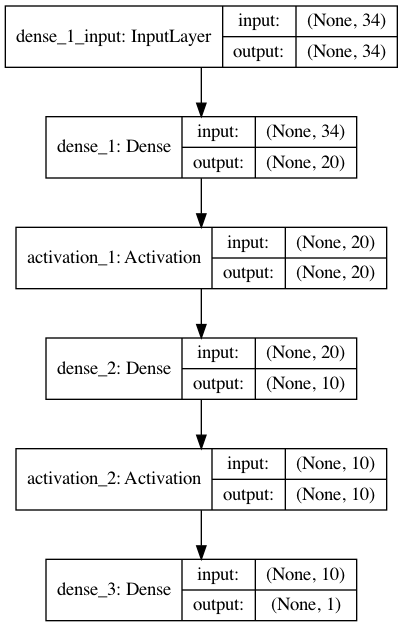 dense_1_input: InputLayer
input: (None, 34)
output: (None, 34)
dense_1: Dense
input: (None, 34)
output: (None, 20)
activation_1: Activation
input: (None, 20)
output: (None, 20)
dense_2: Dense
input: (None, 20)
output: (None, 10)
activation_2: Activation
input: (None, 10)
output: (None, 10)
dense_3: Dense
input: (None, 10)
output: (None, 1)